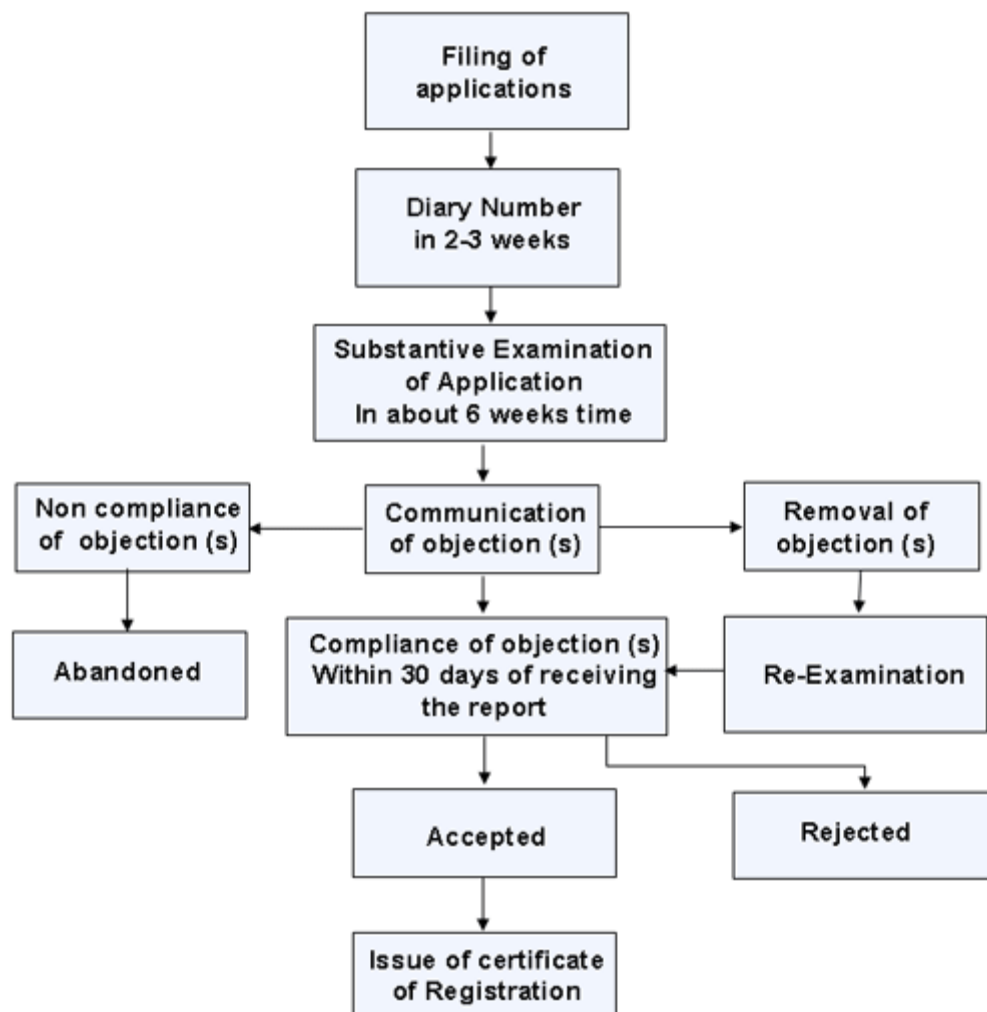 Filing of
applications
Diary Number
in 2-3 weeks
Substantive Examination
of Application
In about 6 weeks time
Non compliance
of objection (s)
Communication
of objection (s)
Removal of
objection (s)
Abandoned
Compliance of objection (s)
Within 30 days of receiving
the report
Re-Examination
Accepted
Rejected
Issue of certificate
of Registration